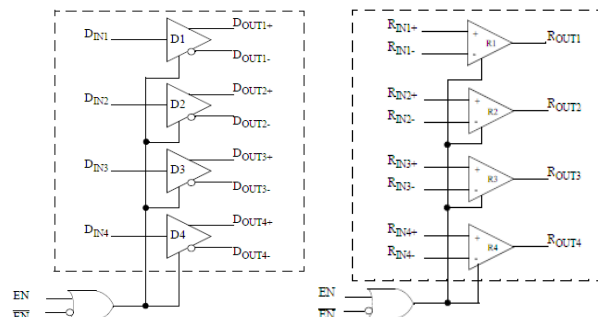 D1 DOUT1+
DIN1
DOUT1-
D2 DOUT2+
DIN2
DOUT2-
D3 DOUT3+
DIN3
DOUT3-
D4 DOUT4+
DIN4
DOUT4-
EN
EN
RIN1+
RIN1-
R1
ROUT1
RIN2+
RIN2-
R2
ROUT2
RIN3+
RIN3-
R3
ROUT3
RIN4+
RIN4-
R4
ROUT4
+
-
+
-
+
-
+
-
EN
EN